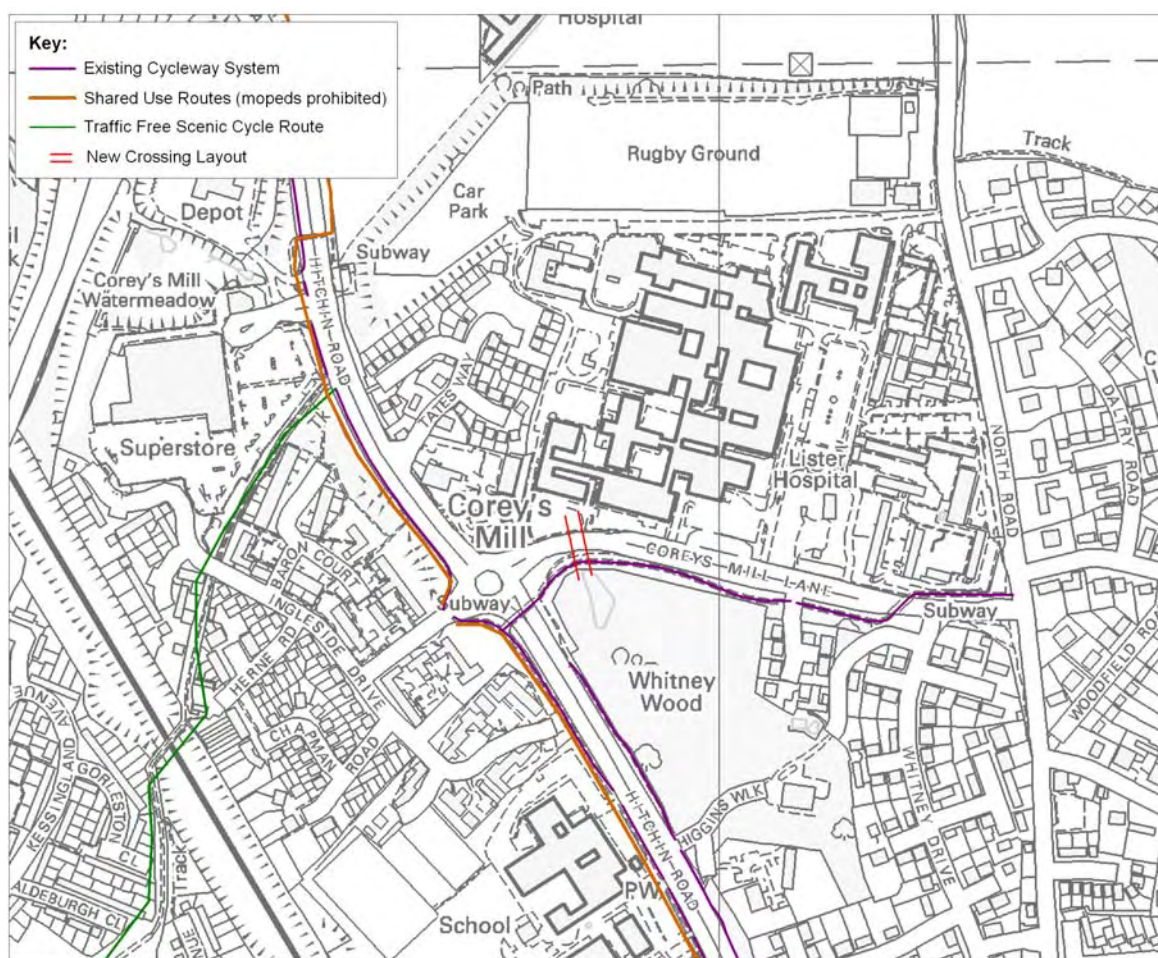 Hospital
Key:
Existing Cycleway System
Shared Use Routes (mopeds prohibited)
Traffic Free Scenic Cycle Route
New Crossing Layout
Path
Rugby Ground
Track
Car
Park
Depot
Subway
Corey's Mill
Watermeadow
HITCHIN ROAD
TATES WAY
Superstore
Lister
Hospital
NORTH ROAD
DALTRY
ROAD
Corey's
Mill
COREYS MILL LANE
BARON COURT
INGLESIDE DRIVE
HERNE RD
Subway
Subway
CHAPMAN
ROAD
Whitney
Wood
WOODFIELD RO
WHITNEY
DRIVE
AVENUE
KESSINGLAND
GORLESTON
CL
HIGGINS WLK
HITCHIN ROAD
ALDEBURGH CL
Track
School
P.W.